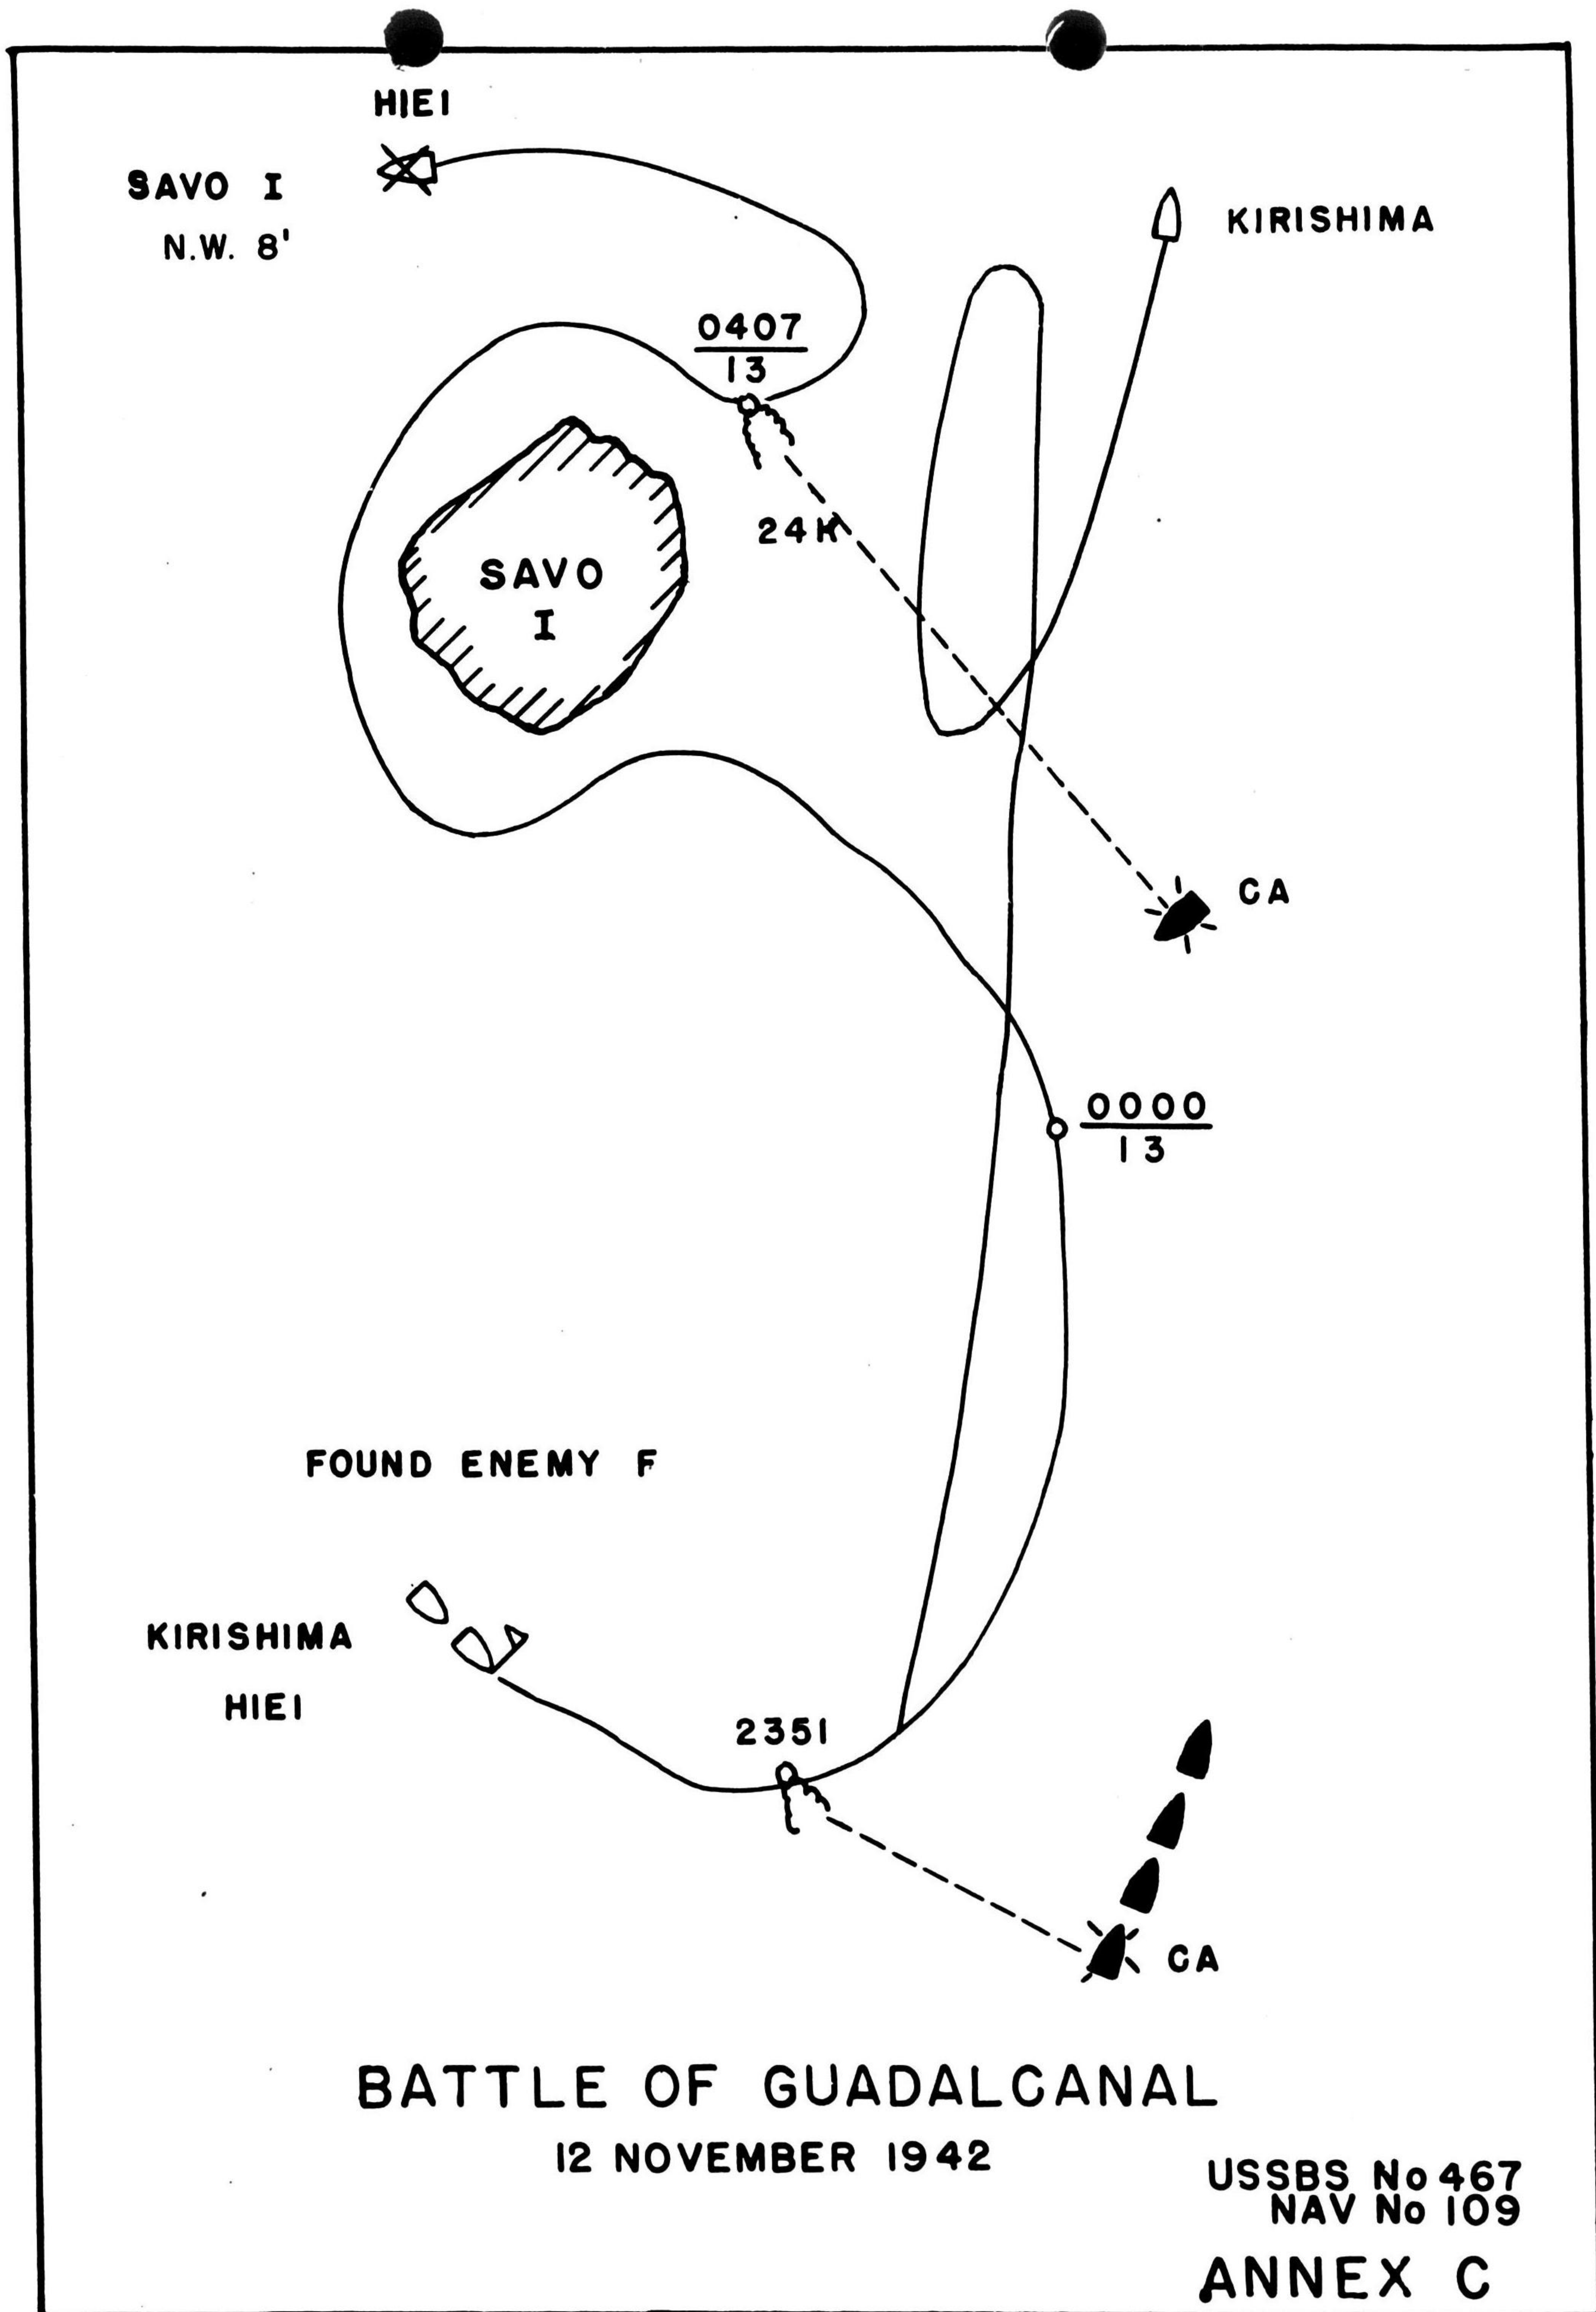 HIEI
SAVO I
N.W. 8'
KIRISHIMA
0407
13
24K
SAVO
I
CA
0000
13
FOUND ENEMY F
KIRISHIMA
HIEI
2351
CA
BATTLE OF GUADALCANAL
12 NOVEMBER 1942
USSBS No 467
NAV No 109
ANNEX C